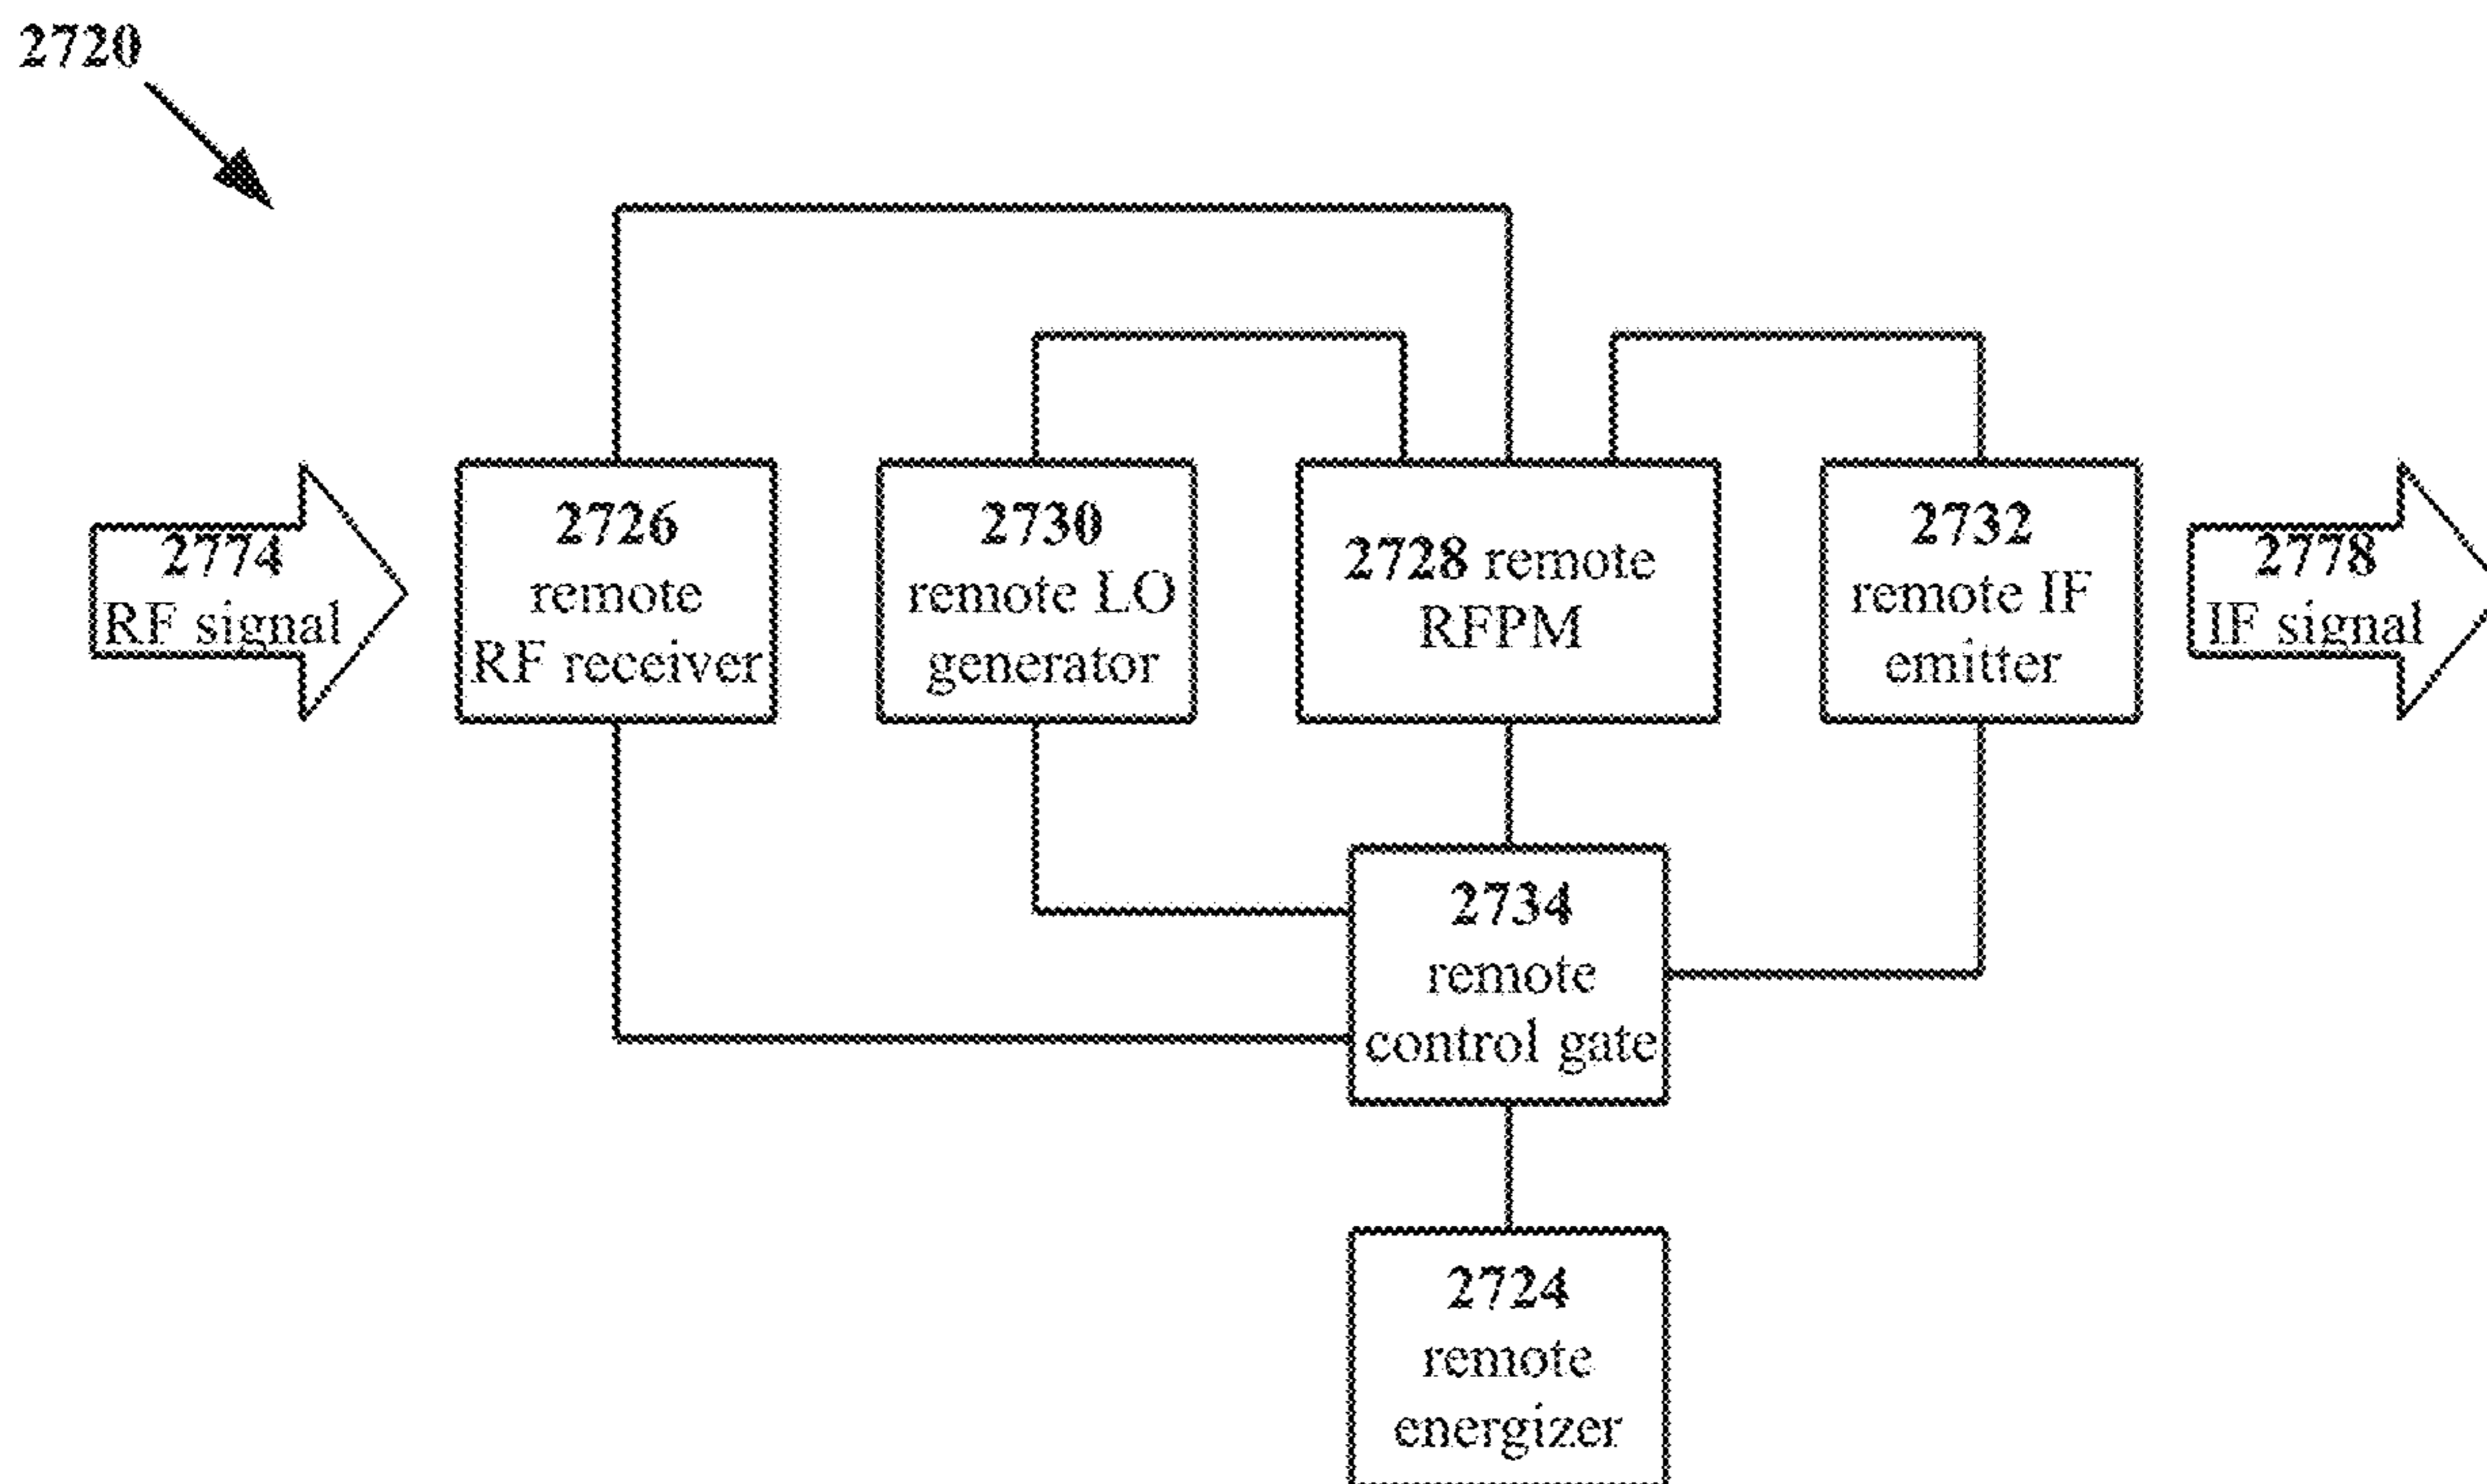 2720
2774
RF signal
2726
remote
RF receiver
2730
remote LO
generator
2728 remote
RFPM
2732
remote IF
emitter
2778
IF signal
2734
remote
control gate
2724
remote
energizer